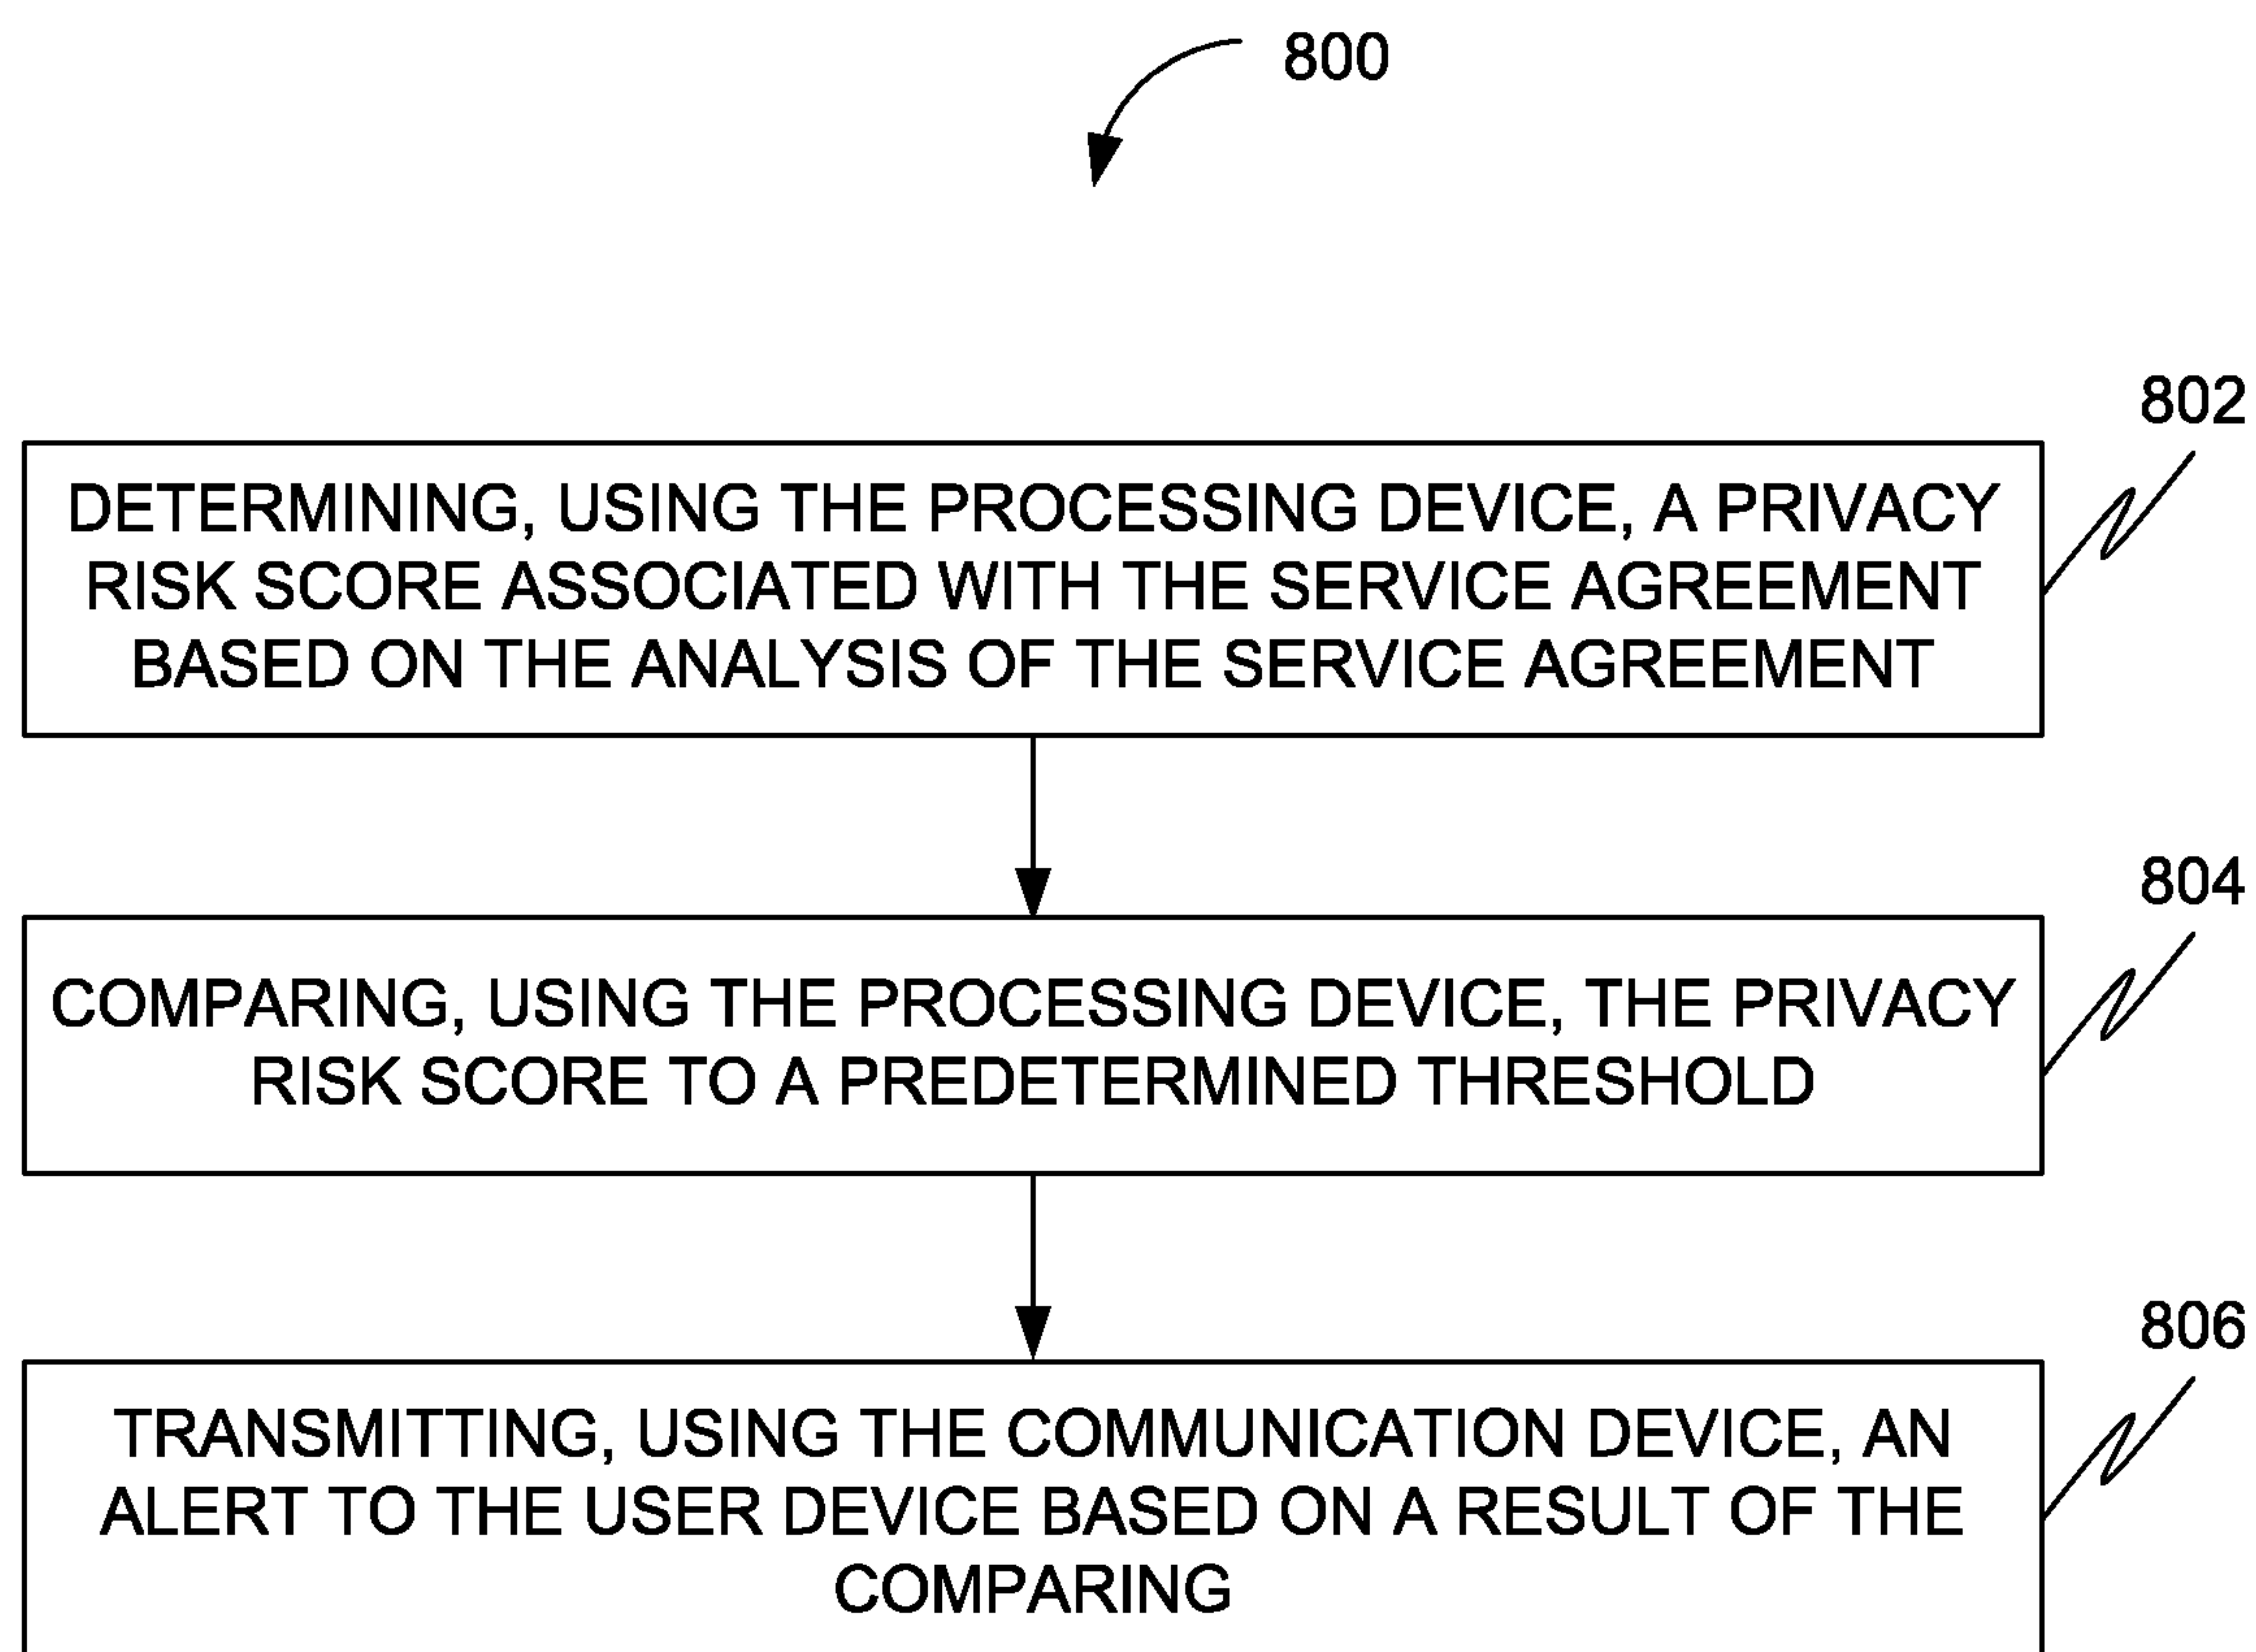 800
802
DETERMINING, USING THE PROCESSING DEVICE, A PRIVACY
RISK SCORE ASSOCIATED WITH THE SERVICE AGREEMENT
BASED ON THE ANALYSIS OF THE SERVICE AGREEMENT
804
COMPARING, USING THE PROCESSING DEVICE, THE PRIVACY
RISK SCORE TO A PREDETERMINED THRESHOLD
806
TRANSMITTING, USING THE COMMUNICATION DEVICE, AN
ALERT TO THE USER DEVICE BASED ON A RESULT OF THE
COMPARING